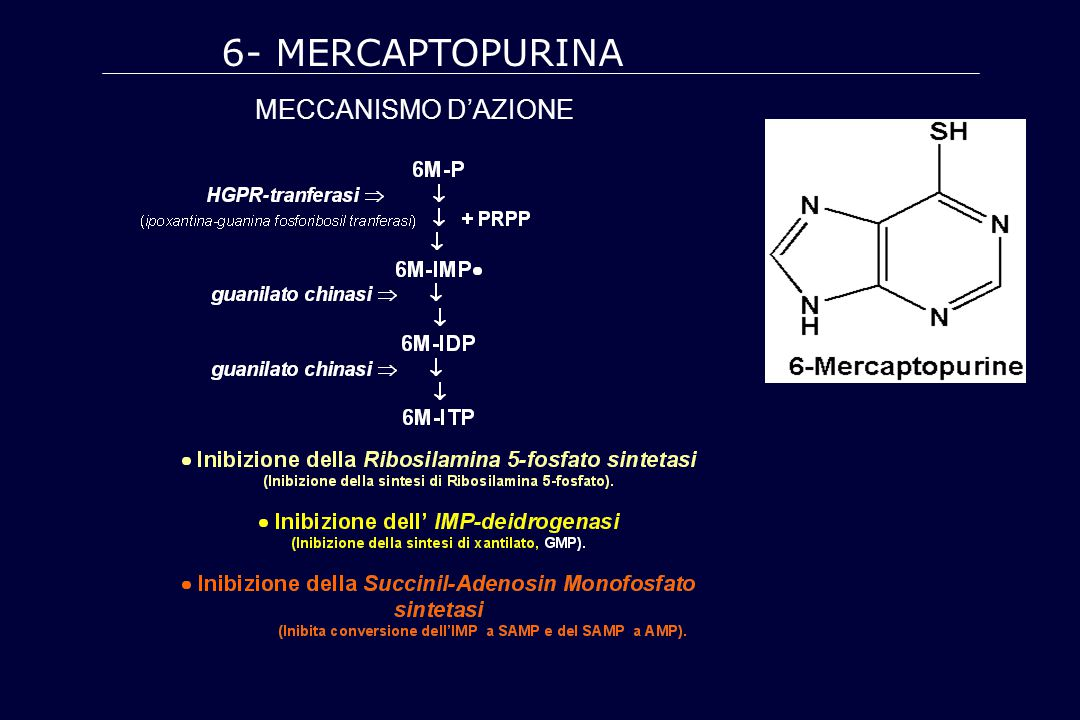 6- MERCAPTOPURINA
MECCANISMO D’AZIONE
6M-P
HGPR-tranferasi ⇒ ↓
(ipoxantina-guanina fosforibosil tranferasi) ↓ + PRPP
↓
6M-IMP●
guanilato chinasi ⇒ ↓
↓
6M-IDP
guanilato chinasi ⇒ ↓
↓
6M-ITP
● Inibizione della Ribosilamina 5-fosfato sintetasi
(Inibizione della sintesi di Ribosilamina 5-fosfato).
● Inibizione dell’ IMP-deidrogenasi
(Inibizione della sintesi di xantilato, GMP).
● Inibizione della Succinil-Adenosin Monofosfato
sintetasi
(Inibita conversione dell’IMP a SAMP e del SAMP a AMP).
SH
N
N
N
H
N
6-Mercaptopurine